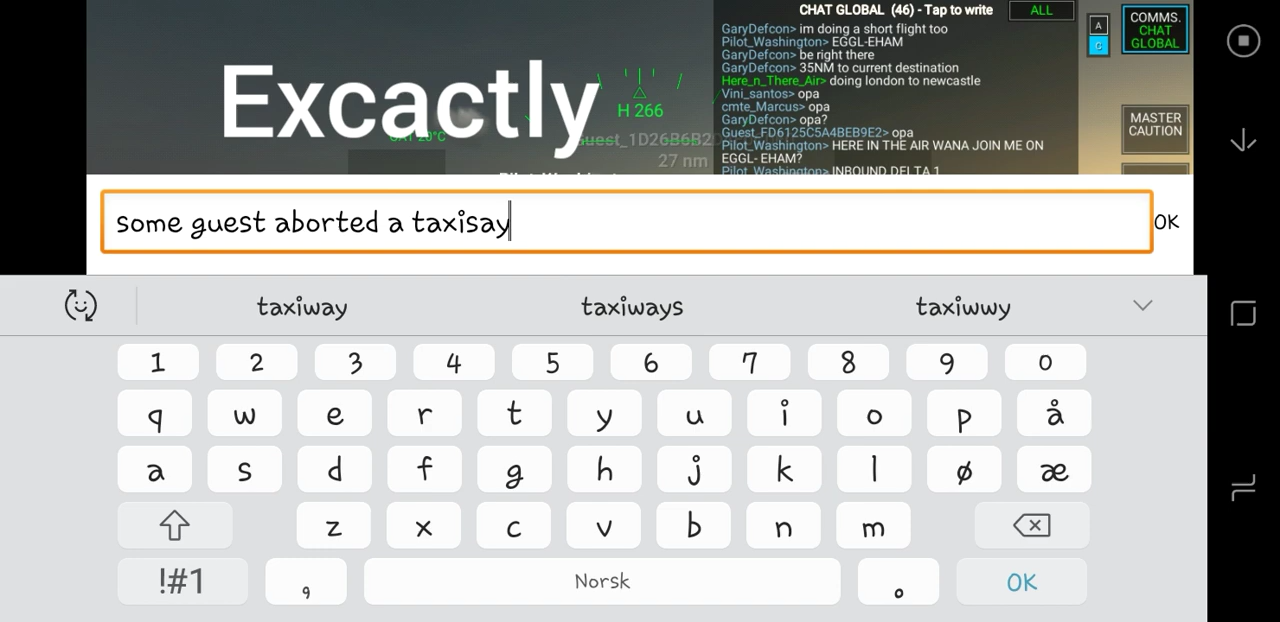 CHAT GLOBAL (46) - Tap to write
ALL
GaryDefcon> im doing a short flight too
Pilot_Washington> EGGL-EHAM
GaryDefcon> be right there
GaryDefcon> 35NM to current destination
Here_n_There_Air> doing london to newcastle
Vini_santos> opa
cmte_Marcus> opa
GaryDefcon> opa?
Guest_FD6125C5A4BEB9E2> opa
Pilot_Washington> HERE IN THE AIR WANA JOIN ME ON
EGGL- EHAM?
Pilot_Washington> INBOUND DELTA 1
A
C
COMMS.
CHAT
GLOBAL
MASTER
CAUTION
Excactly
H 266
27 nm
some guest aborted a taxisay
OK
taxiway taxiways taxiwwy
1 2 3 4 5 6 7 8 9 0
q w e r t y u i o p å
a s d f g h j k l ø æ
z x c v b n m
!#1 , Norsk . OK